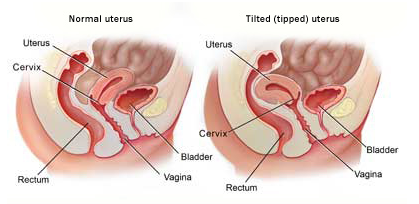 Normal uterus
Uterus
Cervix
Bladder
Vagina
Rectum
Tilted (tipped) uterus
Uterus
Cervix
Bladder
Vagina
Rectum